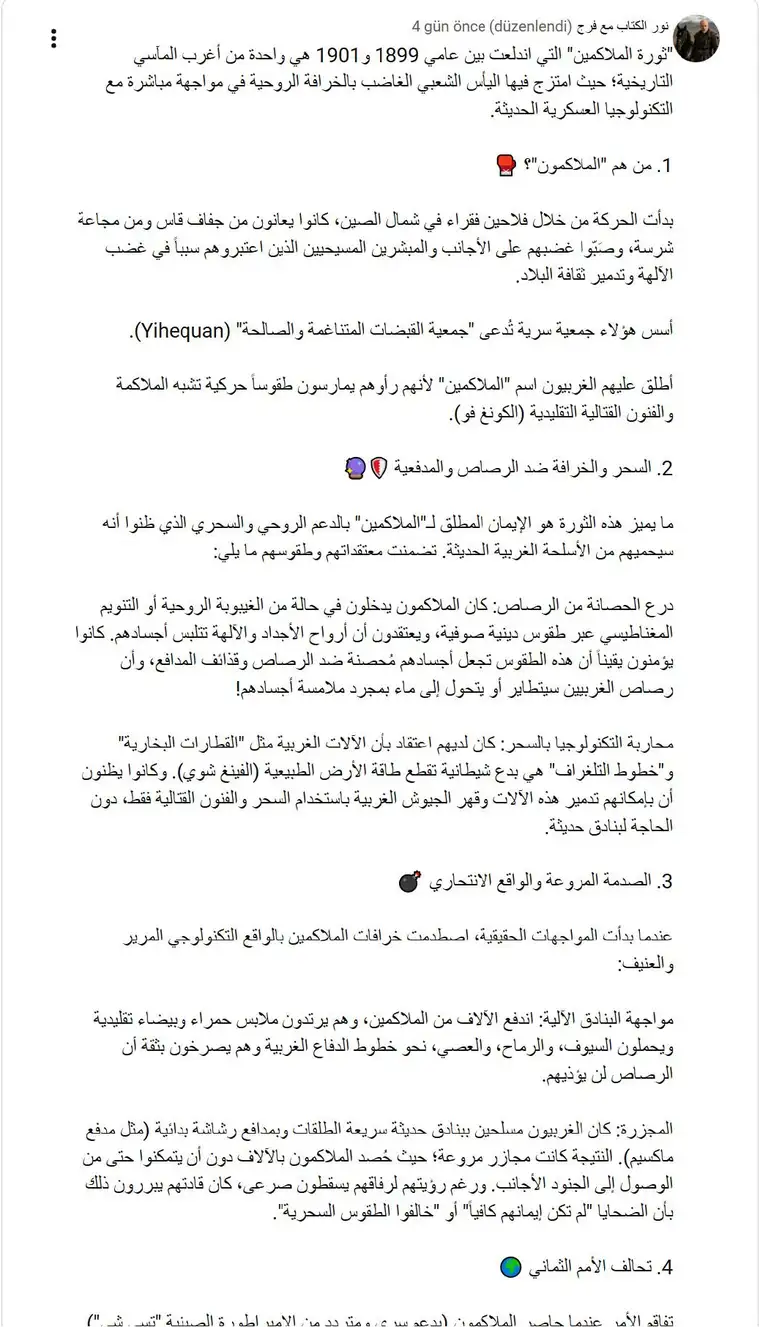 نور الكتاب مع فرج 4 gün önce (düzenlendi)
"ثورة الملاكمين" التي اندلعت بين عامي 1899 و1901 هي واحدة من أغرب المآسي
التاريخية؛ حيث امتزج فيها اليأس الشعبي الغاضب بالخرافة الروحية في مواجهة مباشرة مع
التكنولوجيا العسكرية الحديثة.
1. من هم "الملاكمون"؟ 🥊
بدأت الحركة من خلال فلاحين فقراء في شمال الصين، كانوا يعانون من جفاف قاس ومن مجاعة
شرسة، وصَبّوا غضبهم على الأجانب والمبشرين المسيحيين الذين اعتبروهم سبباً في غضب
الآلهة وتدمير ثقافة البلاد.
أسس هؤلاء جمعية سرية تُدعى "جمعية القبضات المتناغمة والصالحة" (Yihequan).
أطلق عليهم الغربيون اسم "الملاكمين" لأنهم رأوهم يمارسون طقوساً حركية تشبه الملاكمة
والفنون القتالية التقليدية (الكونغ فو).
2. السحر والخرافة ضد الرصاص والمدفعية 🛡️🔮
ما يميز هذه الثورة هو الإيمان المطلق لـ"الملاكمين" بالدعم الروحي والسحري الذي ظنوا أنه
سيحميهم من الأسلحة الغربية الحديثة. تضمنت معتقداتهم وطقوسهم ما يلي:
درع الحصانة من الرصاص: كان الملاكمون يدخلون في حالة من الغيبوبة الروحية أو التنويم
المغناطيسي عبر طقوس دينية صوفية، ويعتقدون أن أرواح الأجداد والآلهة تتلبس أجسادهم. كانوا
يؤمنون يقيناً أن هذه الطقوس تجعل أجسادهم مُحصنة ضد الرصاص وقذائف المدافع، وأن
رصاص الغربيين سيتطاير أو يتحول إلى ماء بمجرد ملامسة أجسادهم!
محاربة التكنولوجيا بالسحر: كان لديهم اعتقاد بأن الآلات الغربية مثل "القطارات البخارية"
و"خطوط التلغراف" هي بدع شيطانية تقطع طاقة الأرض الطبيعية (الفينغ شوي). وكانوا يظنون
أن بإمكانهم تدمير هذه الآلات وقهر الجيوش الغربية باستخدام السحر والفنون القتالية فقط، دون
الحاجة لبنادق حديثة.
3. الصدمة المروعة والواقع الانتحاري 💣
عندما بدأت المواجهات الحقيقية، اصطدمت خرافات الملاكمين بالواقع التكنولوجي المرير
والعنيف:
مواجهة البنادق الآلية: اندفع الآلاف من الملاكمين، وهم يرتدون ملابس حمراء وبيضاء تقليدية
ويحملون السيوف، والرماح، والعصي، نحو خطوط الدفاع الغربية وهم يصرخون بثقة أن
الرصاص لن يؤذيهم.
المجزرة: كان الغربيون مسلحين ببنادق حديثة سريعة الطلقات وبمدافع رشاشة بدائية (مثل مدفع
ماكسيم). النتيجة كانت مجازر مروعة؛ حيث حُصد الملاكمون بالآلاف دون أن يتمكنوا حتى من
الوصول إلى الجنود الأجانب. ورغم رؤيتهم لرفاقهم يسقطون صرعى، كان قادتهم يبررون ذلك
بأن الضحايا "لم تكن إيمانهم كافياً" أو "خالفوا الطقوس السحرية".
4. تحالف الأمم الثماني 🌍
تفاقم الأمر عندما حاصر الملاكمون (بدعم سري ومتردد من الإمبراطورة الصينية "تسي شي")